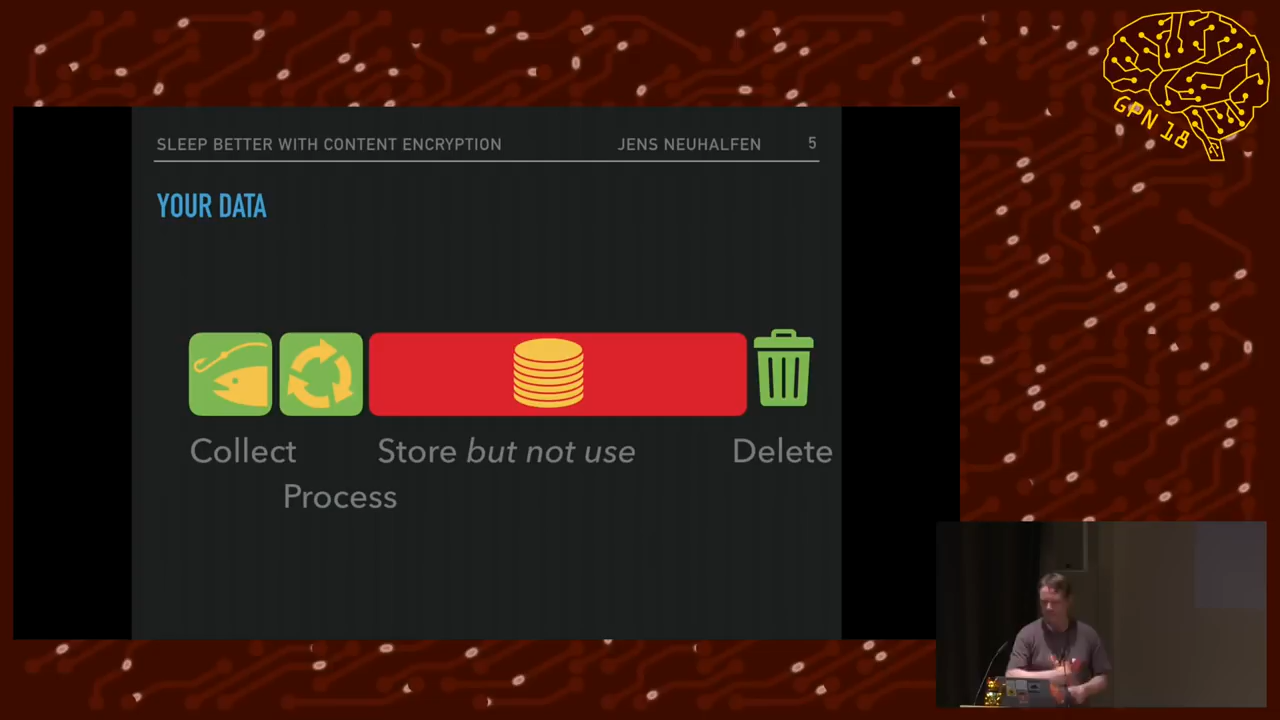 SLEEP BETTER WITH CONTENT ENCRYPTION JENS NEUHALFEN 5
YOUR DATA
Collect Store but not use Delete
Process
GPN 18